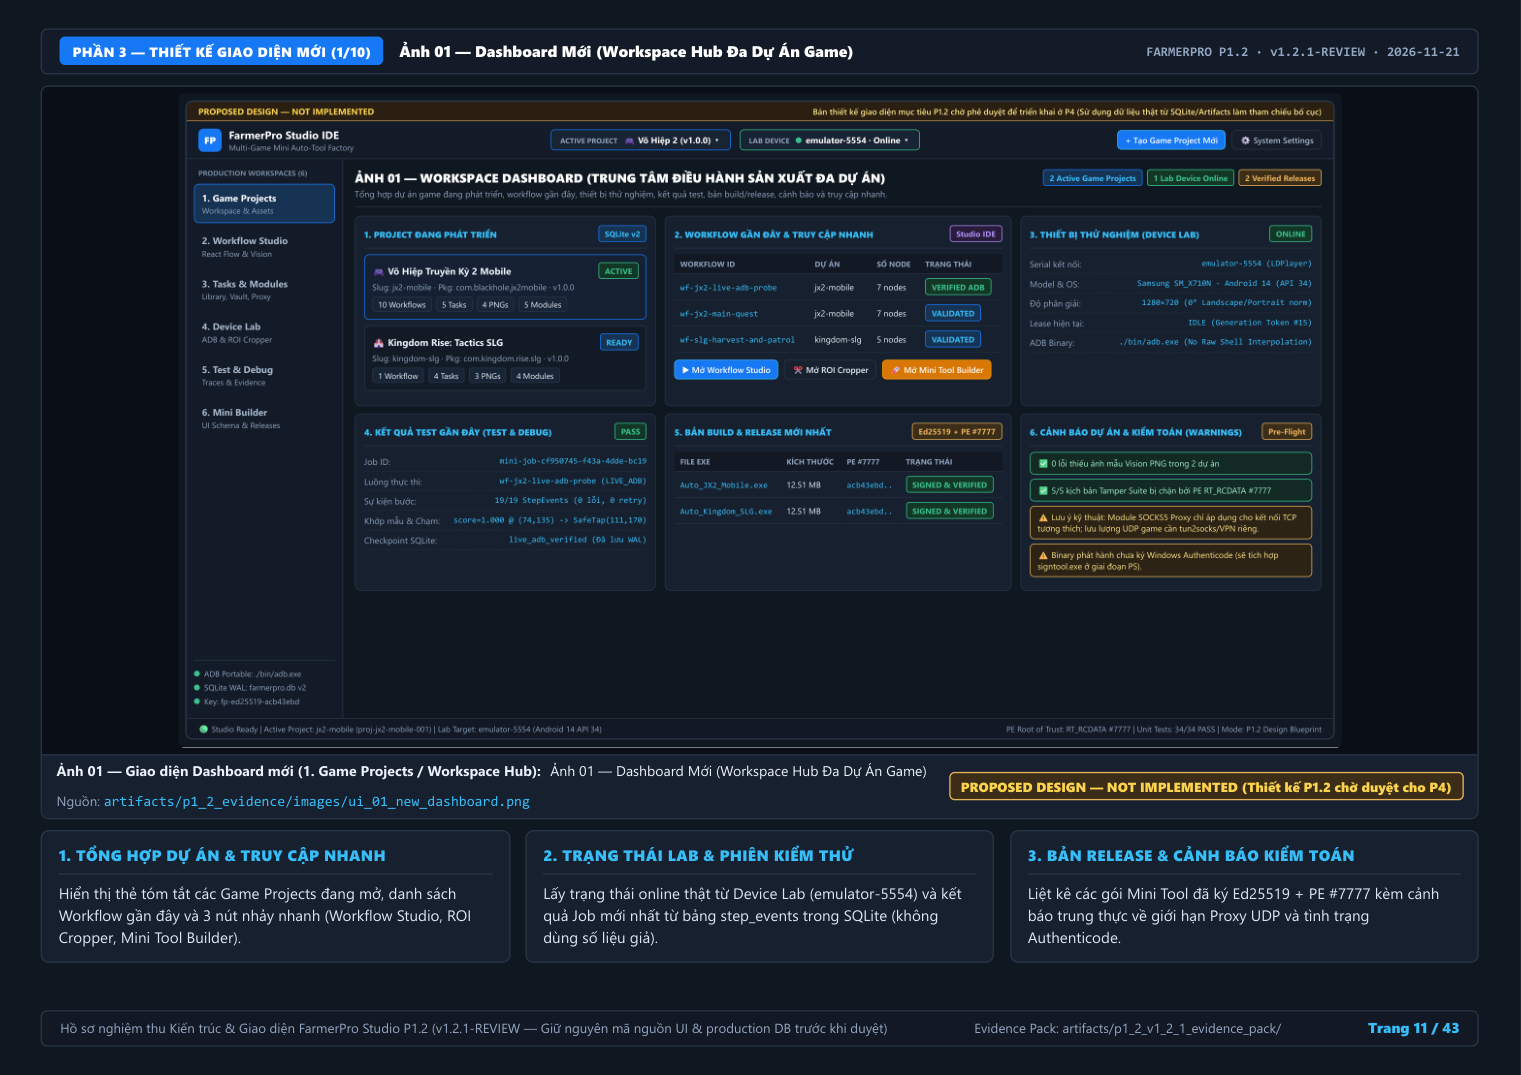 PHẦN 3 — THIẾT KẾ GIAO DIỆN MỚI (1/10)
Ảnh 01 — Dashboard Mới (Workspace Hub Đa Dự Án Game)
FARMERPRO P1.2 · v1.2.1-REVIEW · 2026-11-21
PROPOSED DESIGN — NOT IMPLEMENTED
Bản thiết kế giao diện mục tiêu P1.2 chờ phê duyệt để triển khai ở P4 (Sử dụng dữ liệu thật từ SQLite/Artifacts làm tham chiếu bố cục)
FP
FarmerPro Studio IDE
Multi-Game Mini Auto-Tool Factory
ACTIVE PROJECT 🎮 Võ Hiệp 2 (v1.0.0) ▾
LAB DEVICE ● emulator-5554 · Online ▾
+ Tạo Game Project Mới
⚙ System Settings
PRODUCTION WORKSPACES (6)
1. Game Projects
Workspace & Assets
2. Workflow Studio
React Flow & Vision
3. Tasks & Modules
Library, Vault, Proxy
4. Device Lab
ADB & ROI Cropper
5. Test & Debug
Traces & Evidence
6. Mini Builder
UI Schema & Releases
ADB Portable: ./bin/adb.exe
SQLite WAL: farmerpro.db v2
Key: fp-ed25519-acb43ebd
ẢNH 01 — WORKSPACE DASHBOARD (TRUNG TÂM ĐIỀU HÀNH SẢN XUẤT ĐA DỰ ÁN)
Tổng hợp dự án game đang phát triển, workflow gần đây, thiết bị thử nghiệm, kết quả test, bản build/release, cảnh báo và truy cập nhanh.
2 Active Game Projects
1 Lab Device Online
2 Verified Releases
1. PROJECT ĐANG PHÁT TRIỂN
SQLite v2
🎮 Võ Hiệp Truyền Kỳ 2 Mobile
ACTIVE
Slug: jx2-mobile · Pkg: com.blackhole.jx2mobile · v1.0.0
10 Workflows
5 Tasks
4 PNGs
5 Modules
🏰 Kingdom Rise: Tactics SLG
READY
Slug: kingdom-slg · Pkg: com.kingdom.rise.slg · v1.0.0
1 Workflow
4 Tasks
3 PNGs
4 Modules
2. WORKFLOW GẦN ĐÂY & TRUY CẬP NHANH
Studio IDE
WORKFLOW ID DỰ ÁN SỐ NODE TRẠNG THÁI
wf-jx2-live-adb-probe jx2-mobile 7 nodes VERIFIED ADB
wf-jx2-main-quest jx2-mobile 7 nodes VALIDATED
wf-slg-harvest-and-patrol kingdom-slg 5 nodes VALIDATED
▶ Mở Workflow Studio
✂ Mở ROI Cropper
🚀 Mở Mini Tool Builder
3. THIẾT BỊ THỬ NGHIỆM (DEVICE LAB)
ONLINE
Serial kết nối: emulator-5554 (LDPlayer)
Model & OS: Samsung SM_X710N · Android 14 (API 34)
Độ phân giải: 1280×720 (0° Landscape/Portrait norm)
Lease hiện tại: IDLE (Generation Token #15)
ADB Binary: ./bin/adb.exe (No Raw Shell Interpolation)
4. KẾT QUẢ TEST GẦN ĐÂY (TEST & DEBUG)
PASS
Job ID: mini-job-cf950745-f43a-4dde-bc19
Luồng thực thi: wf-jx2-live-adb-probe (LIVE_ADB)
Sự kiện bước: 19/19 StepEvents (0 lỗi, 0 retry)
Khớp mẫu & Chạm: score=1.000 @ (74,135) -> SafeTap(111,170)
Checkpoint SQLite: live_adb_verified (Đã lưu WAL)
5. BẢN BUILD & RELEASE MỚI NHẤT
Ed25519 + PE #7777
FILE EXE KÍCH THƯỚC PE #7777 TRẠNG THÁI
Auto_JX2_Mobile.exe 12.51 MB acb43ebd.. SIGNED & VERIFIED
Auto_Kingdom_SLG.exe 12.51 MB acb43ebd.. SIGNED & VERIFIED
6. CẢNH BÁO DỰ ÁN & KIỂM TOÁN (WARNINGS)
Pre-Flight
✅ 0 lỗi thiếu ảnh mẫu Vision PNG trong 2 dự án
✅ 5/5 kịch bản Tamper Suite bị chặn bởi PE RT_RCDATA #7777
⚠ Lưu ý kỹ thuật: Module SOCKS5 Proxy chỉ áp dụng cho kết nối TCP
tương thích; lưu lượng UDP game cần tun2socks/VPN riêng.
⚠ Binary phát hành chưa ký Windows Authenticode (sẽ tích hợp
signtool.exe ở giai đoạn P5).
Studio Ready | Active Project: jx2-mobile (proj-jx2-mobile-001) | Lab Target: emulator-5554 (Android 14 API 34)
PE Root of Trust: RT_RCDATA #7777 | Unit Tests: 34/34 PASS | Mode: P1.2 Design Blueprint
Ảnh 01 — Giao diện Dashboard mới (1. Game Projects / Workspace Hub): Ảnh 01 — Dashboard Mới (Workspace Hub Đa Dự Án Game)
Nguồn: artifacts/p1_2_evidence/images/ui_01_new_dashboard.png
PROPOSED DESIGN — NOT IMPLEMENTED (Thiết kế P1.2 chờ duyệt cho P4)
1. TỔNG HỢP DỰ ÁN & TRUY CẬP NHANH
Hiển thị thẻ tóm tắt các Game Projects đang mở, danh sách
Workflow gần đây và 3 nút nhảy nhanh (Workflow Studio, ROI
Cropper, Mini Tool Builder).
2. TRẠNG THÁI LAB & PHIÊN KIỂM THỬ
Lấy trạng thái online thật từ Device Lab (emulator-5554) và kết
quả Job mới nhất từ bảng step_events trong SQLite (không
dùng số liệu giả).
3. BẢN RELEASE & CẢNH BÁO KIỂM TOÁN
Liệt kê các gói Mini Tool đã ký Ed25519 + PE #7777 kèm cảnh
báo trung thực về giới hạn Proxy UDP và tình trạng
Authenticode.
Hồ sơ nghiệm thu Kiến trúc & Giao diện FarmerPro Studio P1.2 (v1.2.1-REVIEW — Giữ nguyên mã nguồn UI & production DB trước khi duyệt)
Evidence Pack: artifacts/p1_2_v1_2_1_evidence_pack/
Trang 11 / 43